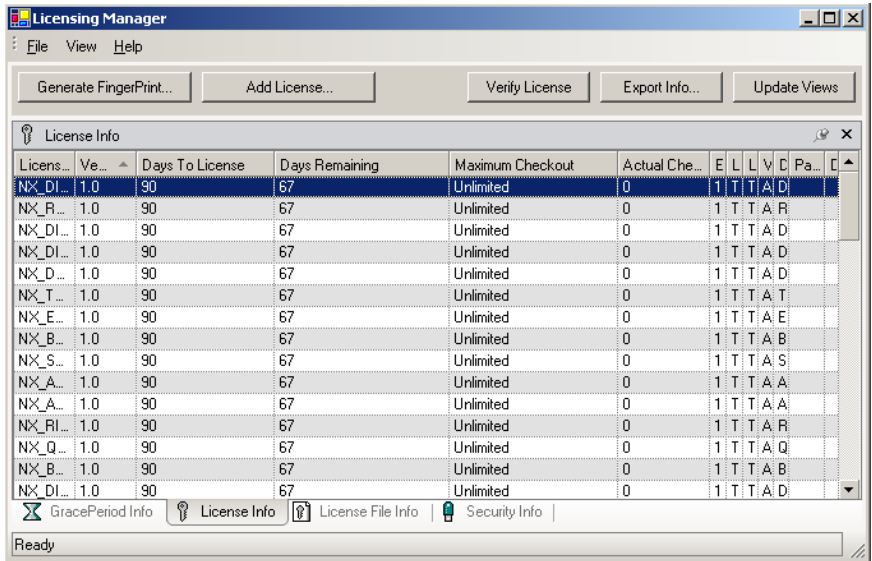 Licensing Manager
File View Help
Generate FingerPrint... Add License... Verify License Export Info... Update Views
License Info
Licens... Ve... Days To License Days Remaining Maximum Checkout Actual Che... E L L V D Pa... D
NX_DI... 1.0 90 67 Unlimited 0 1 T T A D
NX_R... 1.0 90 67 Unlimited 0 1 T T A R
NX_DI... 1.0 90 67 Unlimited 0 1 T T A D
NX_DI... 1.0 90 67 Unlimited 0 1 T T A D
NX_D... 1.0 90 67 Unlimited 0 1 T T A D
NX_T... 1.0 90 67 Unlimited 0 1 T T A T
NX_E... 1.0 90 67 Unlimited 0 1 T T A E
NX_B... 1.0 90 67 Unlimited 0 1 T T A B
NX_S... 1.0 90 67 Unlimited 0 1 T T A S
NX_A... 1.0 90 67 Unlimited 0 1 T T A A
NX_A... 1.0 90 67 Unlimited 0 1 T T A A
NX_RI... 1.0 90 67 Unlimited 0 1 T T A R
NX_Q... 1.0 90 67 Unlimited 0 1 T T A Q
NX_B... 1.0 90 67 Unlimited 0 1 T T A B
NX_DI... 1.0 90 67 Unlimited 0 1 T T A D
GracePeriod Info License Info License File Info Security Info
Ready